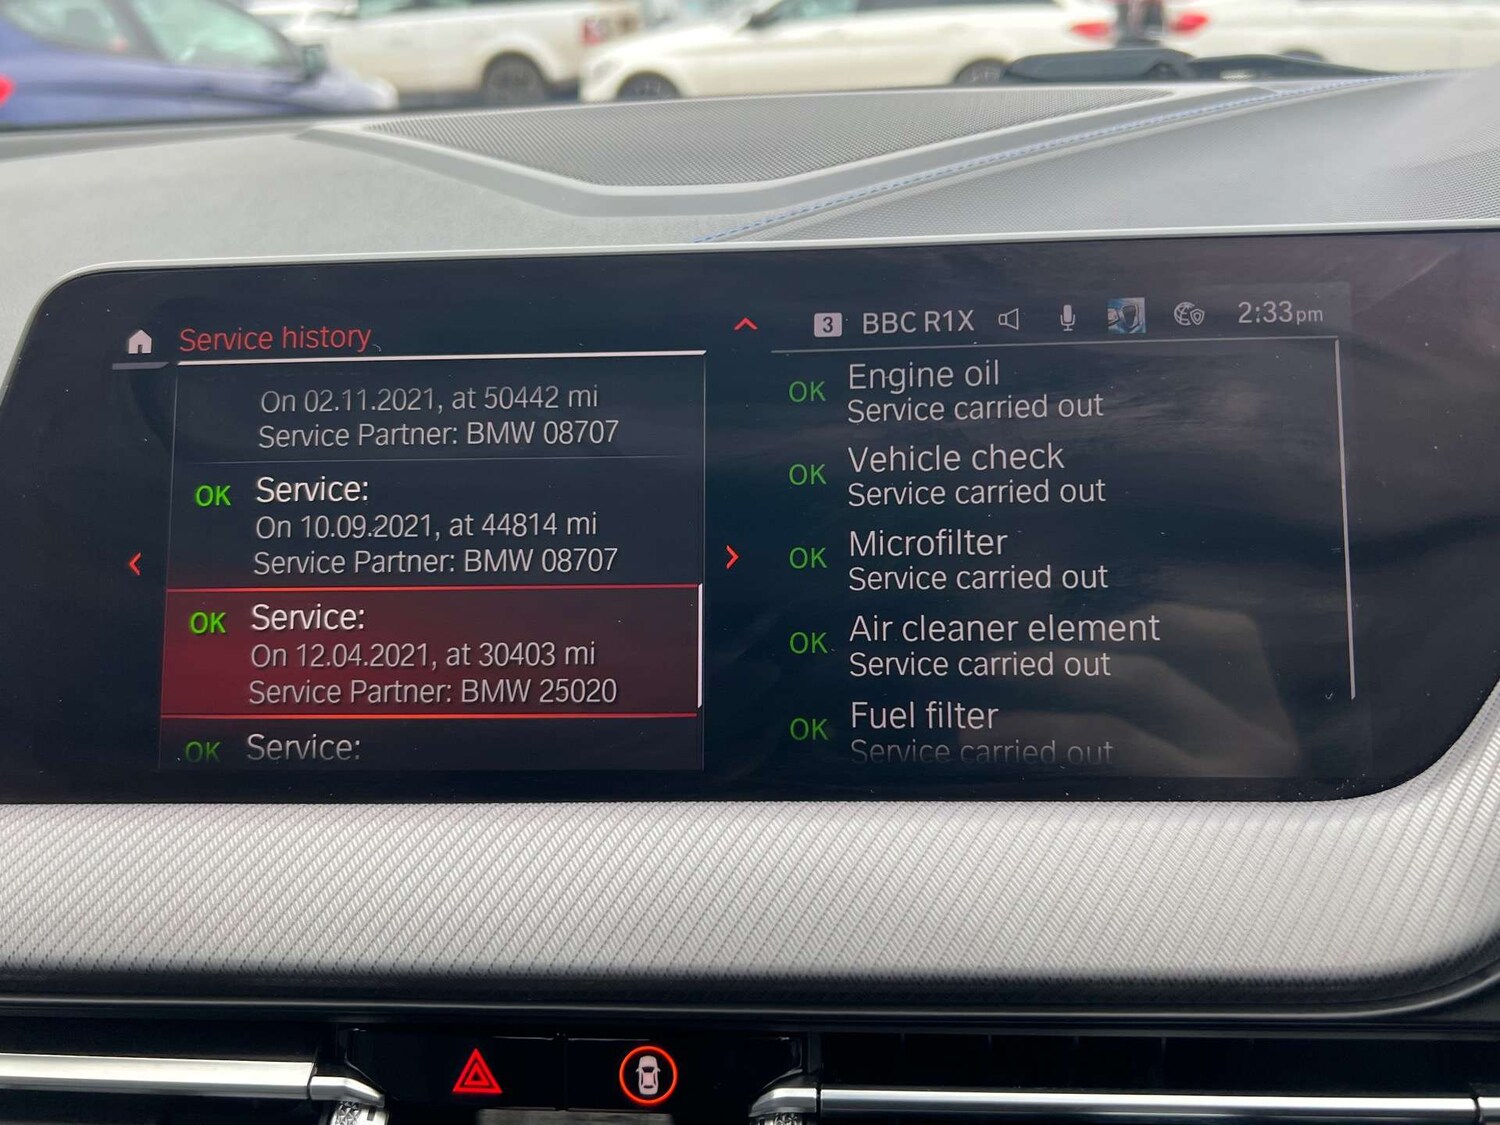 Service history
On 02.11.2021, at 50442 mi
Service Partner: BMW 08707
OK Service:
On 10.09.2021, at 44814 mi
Service Partner: BMW 08707
OK Service:
On 12.04.2021, at 30403 mi
Service Partner: BMW 25020
OK Service:
3 BBC R1X 2:33pm
OK Engine oil
Service carried out
OK Vehicle check
Service carried out
OK Microfilter
Service carried out
OK Air cleaner element
Service carried out
OK Fuel filter
Service carried out